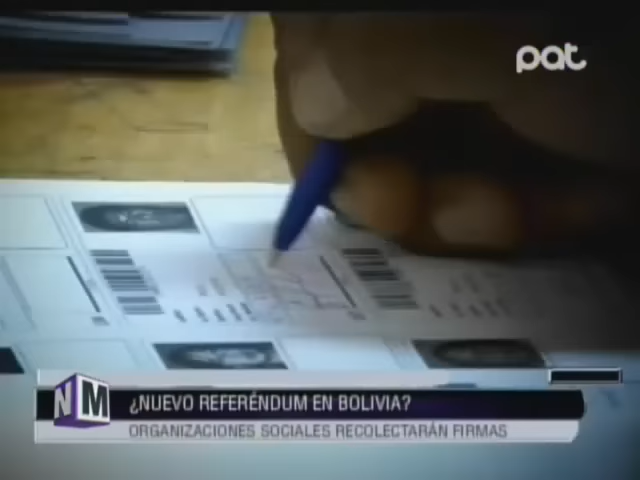 pat
NM
¿NUEVO REFERÉNDUM EN BOLIVIA?
ORGANIZACIONES SOCIALES RECOLECTARÁN FIRMAS